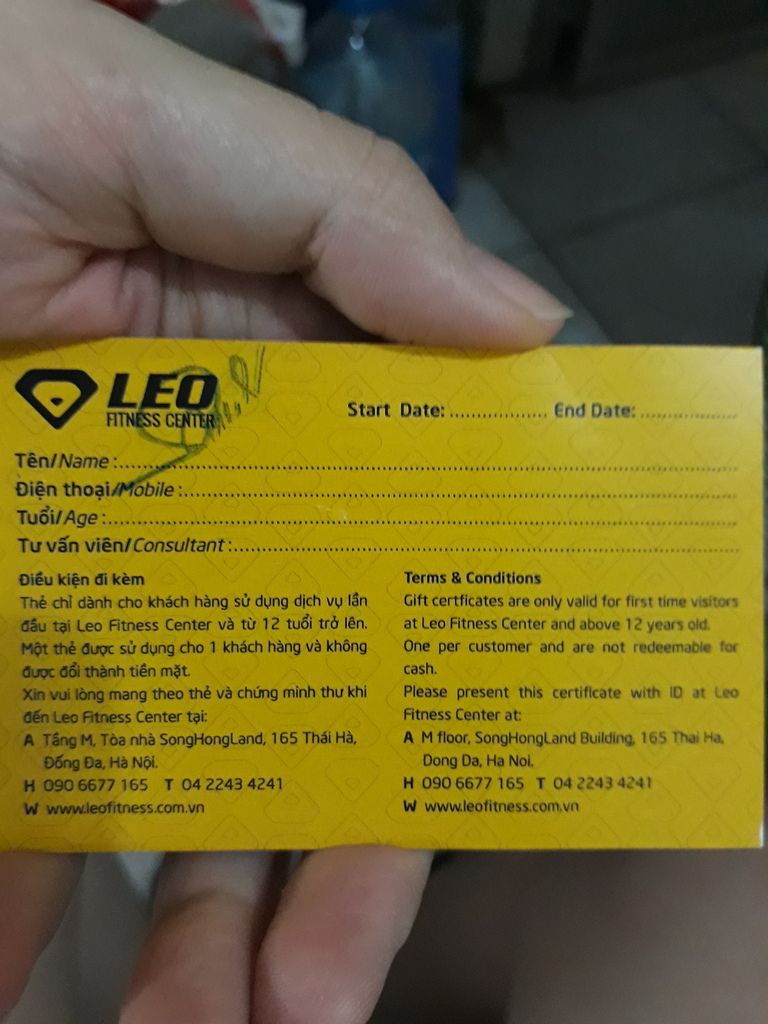 LEO
FITNESS CENTER
Start Date: .................. End Date: ..................
Tên/Name :..........................................................
Điện thoại/Mobile :..........................................................
Tuổi/Age :..........................................................
Tư vấn viên/Consultant :..........................................................
Điều kiện đi kèm
Thẻ chỉ dành cho khách hàng sử dụng dịch vụ lần
đầu tại Leo Fitness Center và từ 12 tuổi trở lên.
Một thẻ được sử dụng cho 1 khách hàng và không
được đổi thành tiền mặt.
Xin vui lòng mang theo thẻ và chứng minh thư khi
đến Leo Fitness Center tại:
A Tầng M, Tòa nhà SongHongLand, 165 Thái Hà,
Đống Đa, Hà Nội.
H 090 6677 165 T 04 2243 4241
W www.leofitness.com.vn
Terms & Conditions
Gift certficates are only valid for first time visitors
at Leo Fitness Center and above 12 years old.
One per customer and are not redeemable for
cash.
Please present this certificate with ID at Leo
Fitness Center at:
A M floor, SongHongLand Building, 165 Thai Ha,
Dong Da, Ha Noi.
H 090 6677 165 T 04 2243 4241
W www.leofitness.com.vn